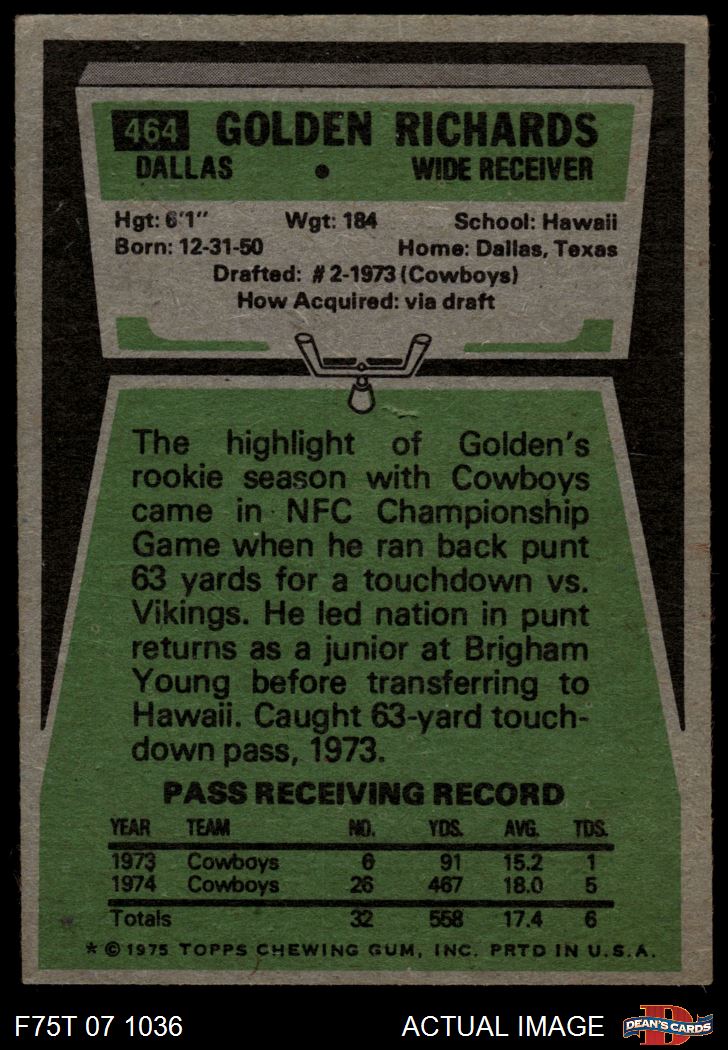 464 GOLDEN RICHARDS
DALLAS • WIDE RECEIVER
Hgt: 6'1" Wgt: 184 School: Hawaii
Born: 12-31-50 Home: Dallas, Texas
Drafted: #2-1973 (Cowboys)
How Acquired: via draft
The highlight of Golden's
rookie season with Cowboys
came in NFC Championship
Game when he ran back punt
63 yards for a touchdown vs.
Vikings. He led nation in punt
returns as a junior at Brigham
Young before transferring to
Hawaii. Caught 63-yard touch-
down pass, 1973.
PASS RECEIVING RECORD
YEAR TEAM NO. YDS. AVG. TDS.
1973 Cowboys 6 91 15.2 1
1974 Cowboys 26 467 18.0 5
Totals 32 558 17.4 6
* © 1975 TOPPS CHEWING GUM, INC. PRTD IN U.S.A.
F75T 07 1036 ACTUAL IMAGE D DEAN'S CARDS